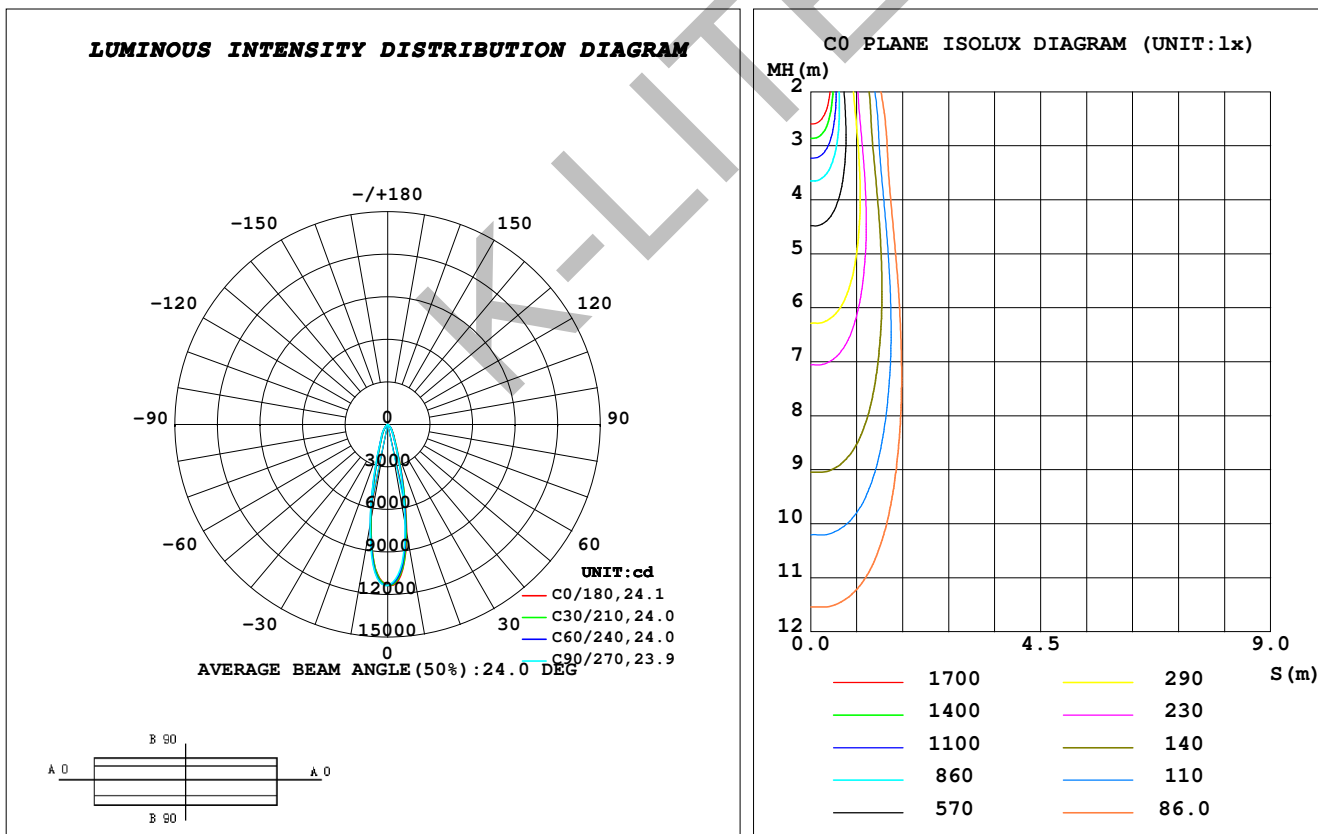 LUMINOUS INTENSITY DISTRIBUTION DIAGRAM
-/+180
-150
150
-120
120
-90
90
-60
60
-30
30
0
0
3000
6000
9000
12000
15000
UNIT:cd
C0/180,24.1
C30/210,24.0
C60/240,24.0
C90/270,23.9
AVERAGE BEAM ANGLE(50%):24.0 DEG
B 90
A 0
A 0
B 90
K-LITE
C0 PLANE ISOLUX DIAGRAM (UNIT:lx)
MH(m)
2
3
4
5
6
7
8
9
10
11
12
0.0
4.5
9.0
S(m)
1700
290
1400
230
1100
140
860
110
570
86.0